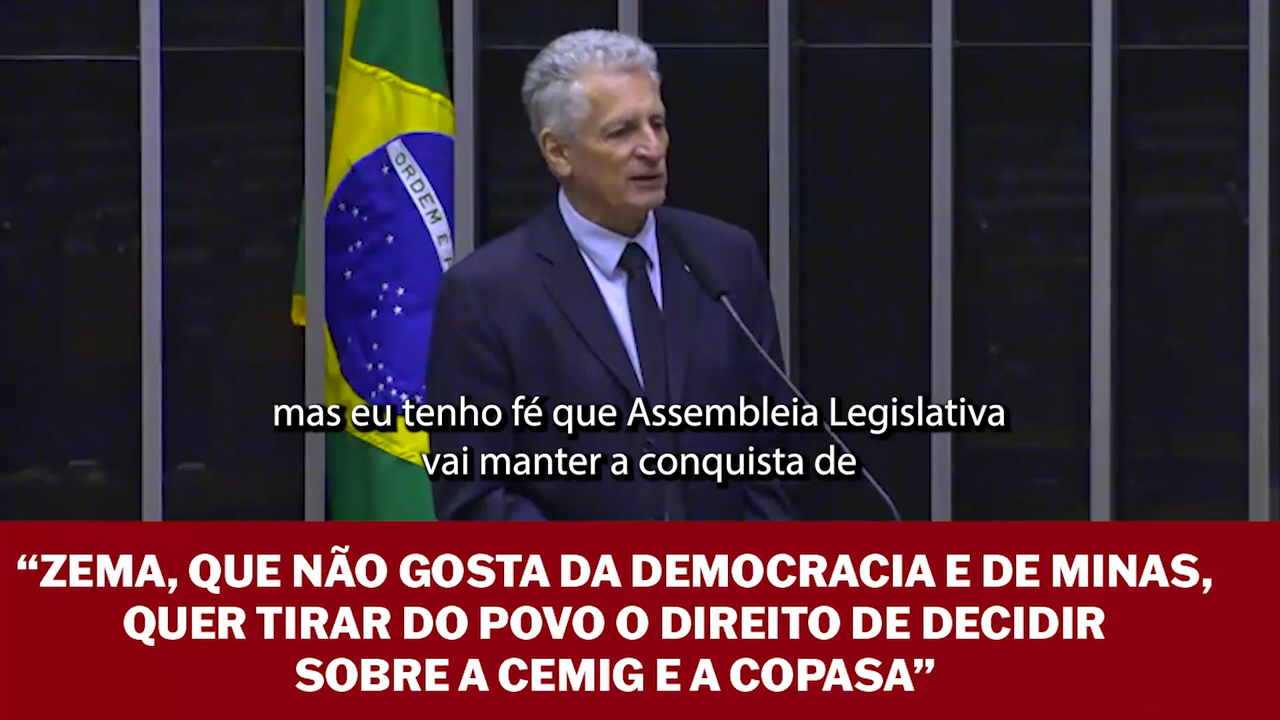 ORDEM E
mas eu tenho fé que Assembleia Legislativa
vai manter a conquista de
“ZEMA, QUE NÃO GOSTA DA DEMOCRACIA E DE MINAS,
QUER TIRAR DO POVO O DIREITO DE DECIDIR
SOBRE A CEMIG E A COPASA”